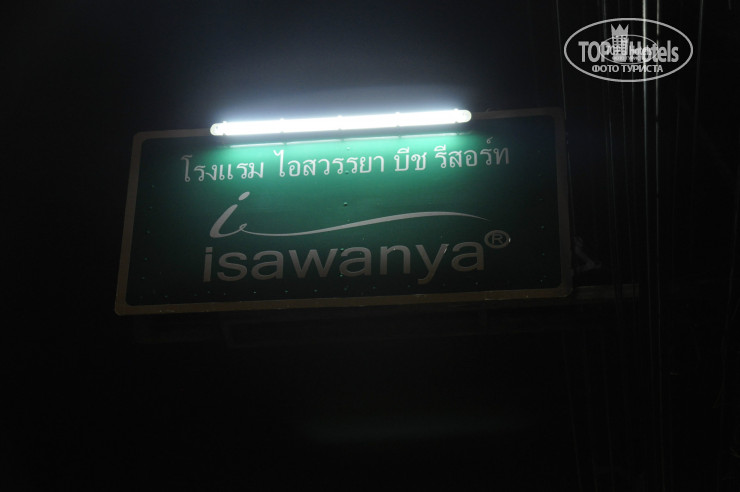 TOP Hotels
ФОТО ТУРИСТА
โรงแรม ไอสวรรยา บีช รีสอร์ท
i
isawanya®